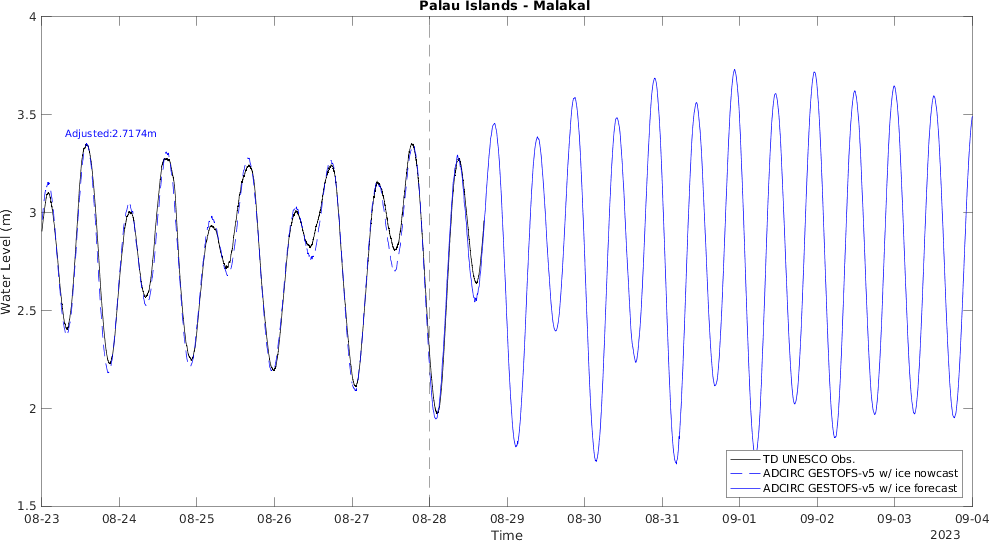 Palau Islands - Malakal
4
3.5
3
2.5
2
1.5
Water Level (m)
Adjusted:2.7174m
TD UNESCO Obs.
ADCIRC GESTOFS-v5 w/ ice nowcast
ADCIRC GESTOFS-v5 w/ ice forecast
08-23 08-24 08-25 08-26 08-27 08-28 08-29 08-30 08-31 09-01 09-02 09-03 09-04
Time
2023